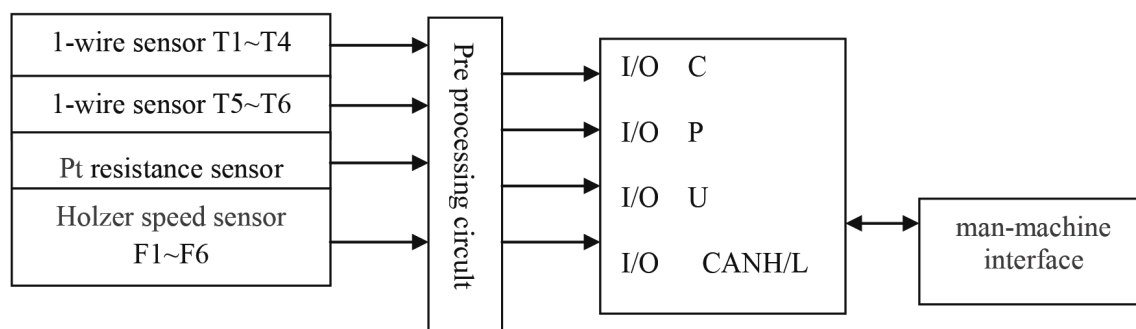 1-wire sensor T1~T4
1-wire sensor T5~T6
Pt resistance sensor
Holzer speed sensor
F1~F6
Pre processing circult
I/O C
I/O P
I/O U
I/O CANH/L
man-machine
interface